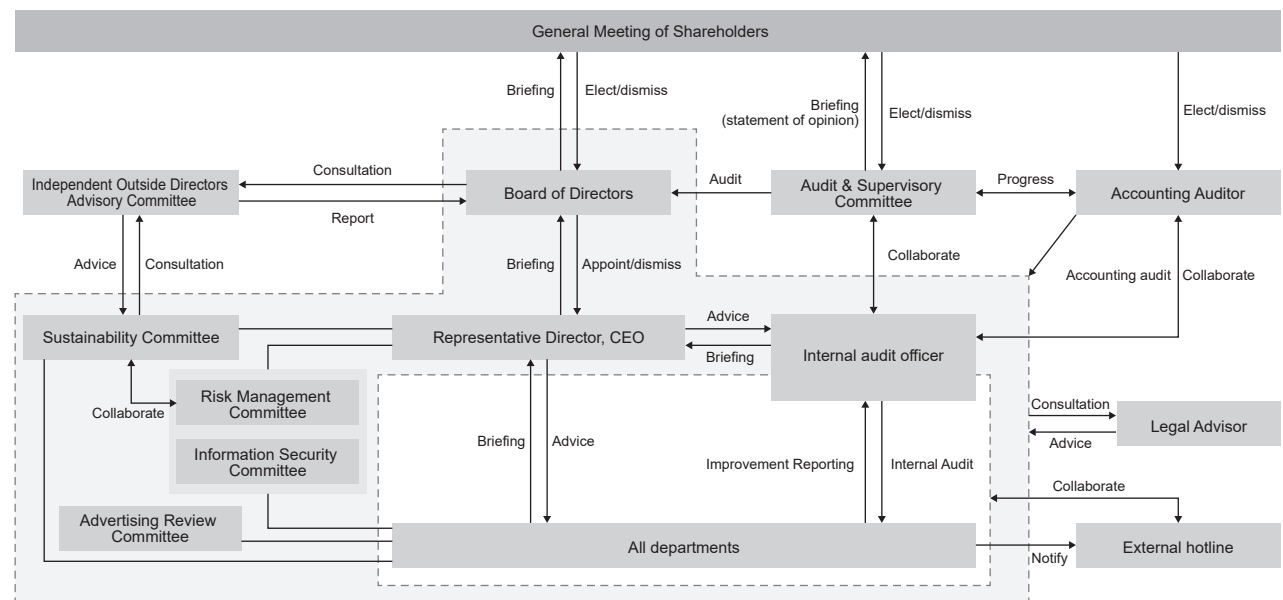 General Meeting of Shareholders
Briefing
Elect/dismiss
Briefing
(statement of opinion)
Elect/dismiss
Elect/dismiss
Independent Outside Directors
Advisory Committee
Consultation
Report
Board of Directors
Audit
Audit & Supervisory
Committee
Progress
Accounting Auditor
Advice
Consultation
Briefing
Appoint/dismiss
Collaborate
Accounting audit
Collaborate
Sustainability Committee
Representative Director, CEO
Advice
Briefing
Internal audit officer
Collaborate
Risk Management
Committee
Information Security
Committee
Briefing
Advice
Improvement Reporting
Internal Audit
Consultation
Advice
Legal Advisor
Collaborate
Advertising Review
Committee
All departments
Notify
External hotline